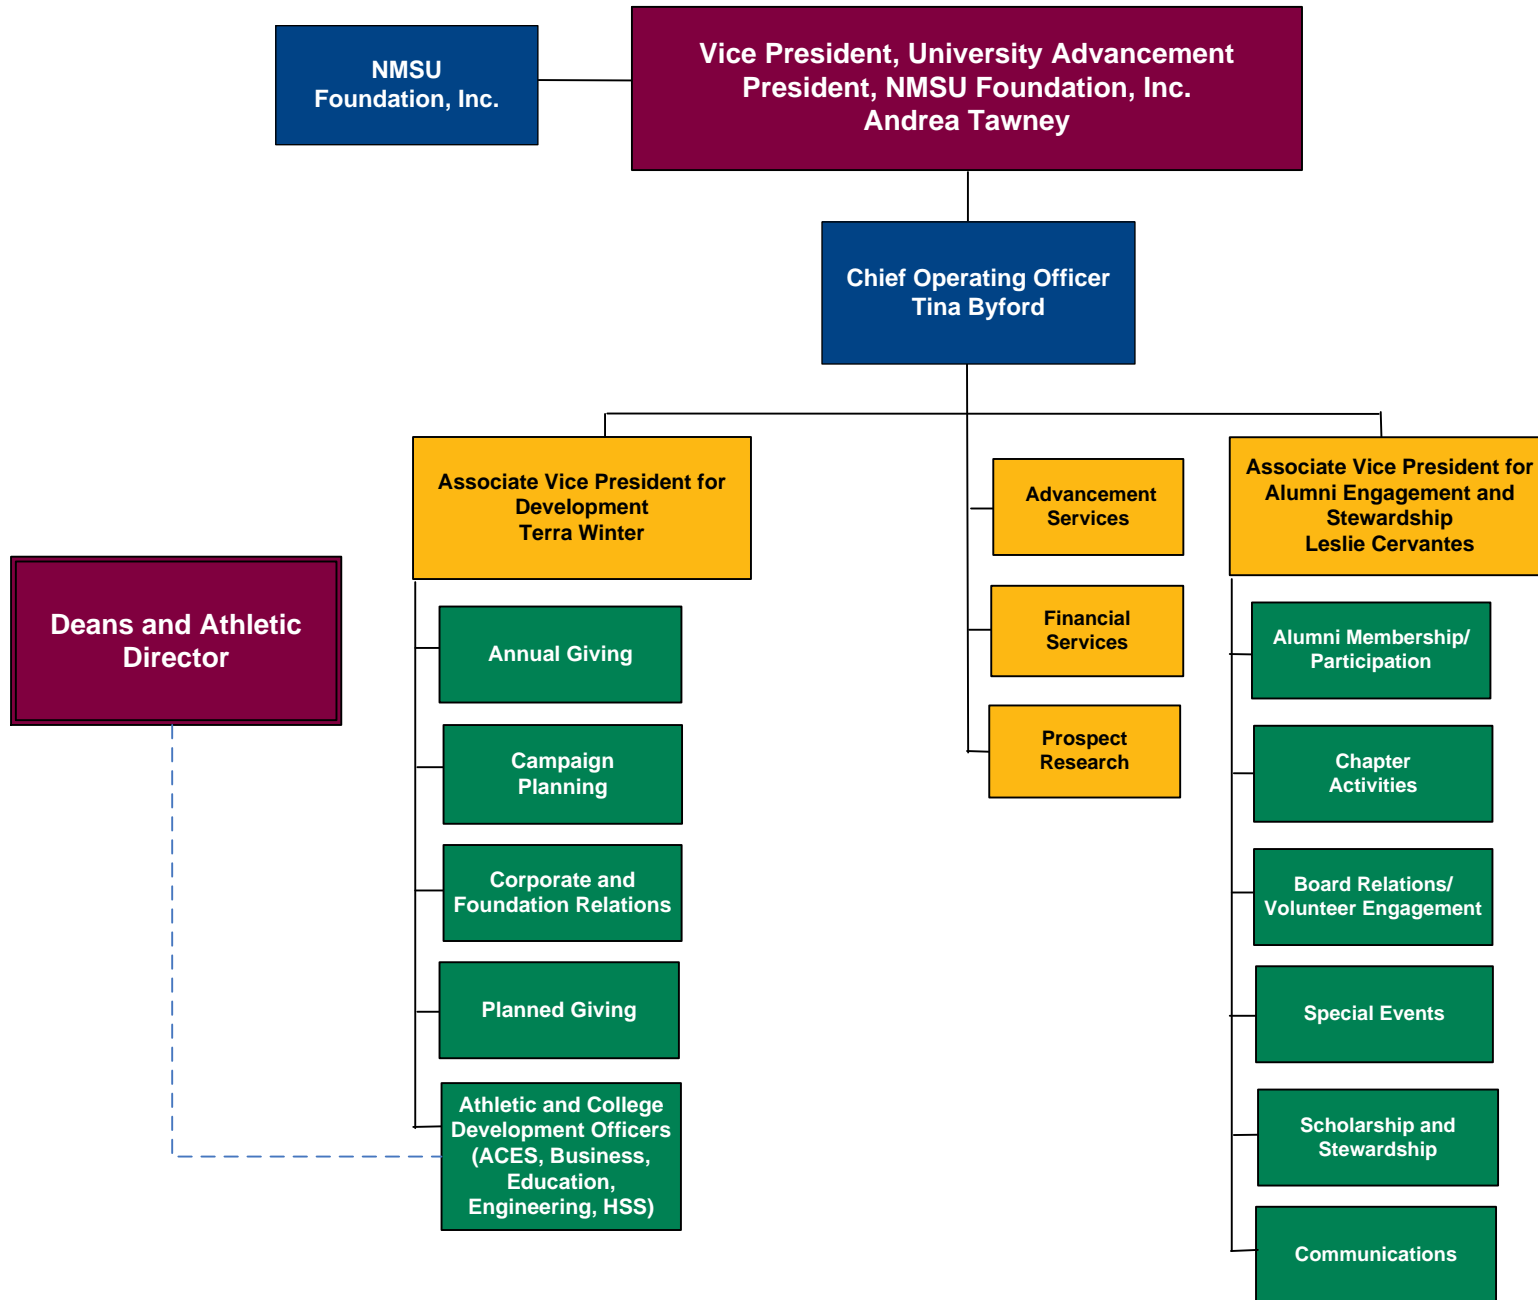 NMSU
Foundation, Inc.
Vice President, University Advancement
President, NMSU Foundation, Inc.
Andrea Tawney
Chief Operating Officer
Tina Byford
Associate Vice President for
Development
Terra Winter
Advancement
Services
Financial
Services
Prospect
Research
Associate Vice President for
Alumni Engagement and
Stewardship
Leslie Cervantes
Deans and Athletic
Director
Annual Giving
Campaign
Planning
Corporate and
Foundation Relations
Planned Giving
Athletic and College
Development Officers
(ACES, Business,
Education,
Engineering, HSS)
Alumni Membership/
Participation
Chapter
Activities
Board Relations/
Volunteer Engagement
Special Events
Scholarship and
Stewardship
Communications